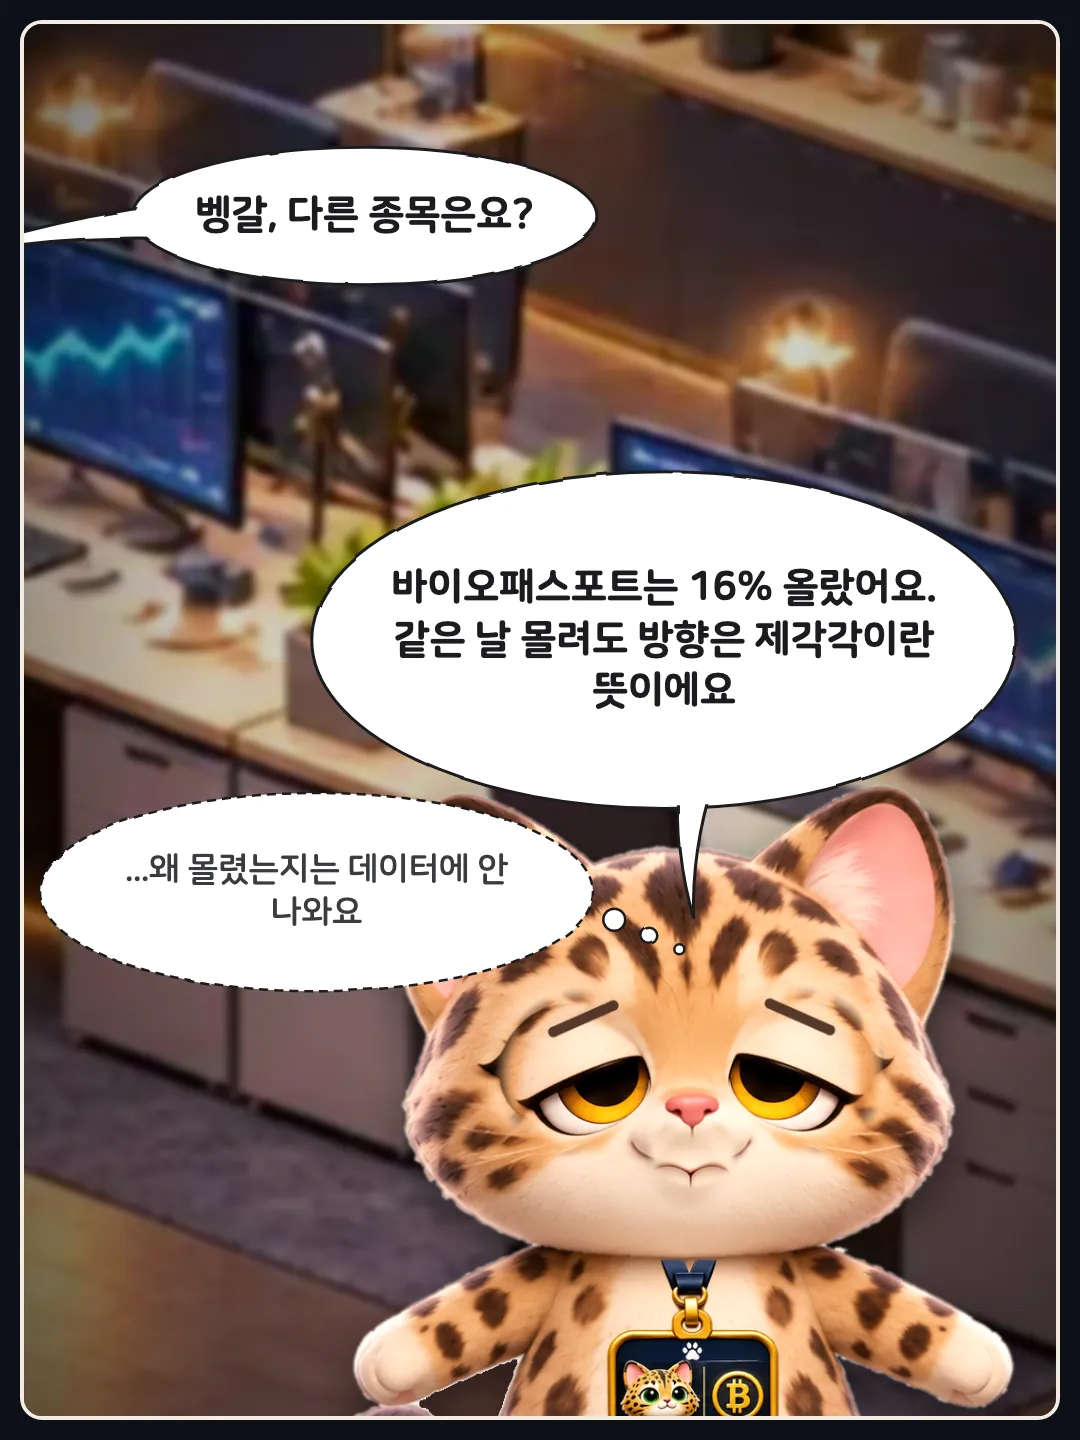 벵갈, 다른 종목은요?
바이오패스포트는 16% 올랐어요.
같은 날 몰려도 방향은 제각각이란
뜻이에요
...왜 몰렸는지는 데이터에 안
나와요